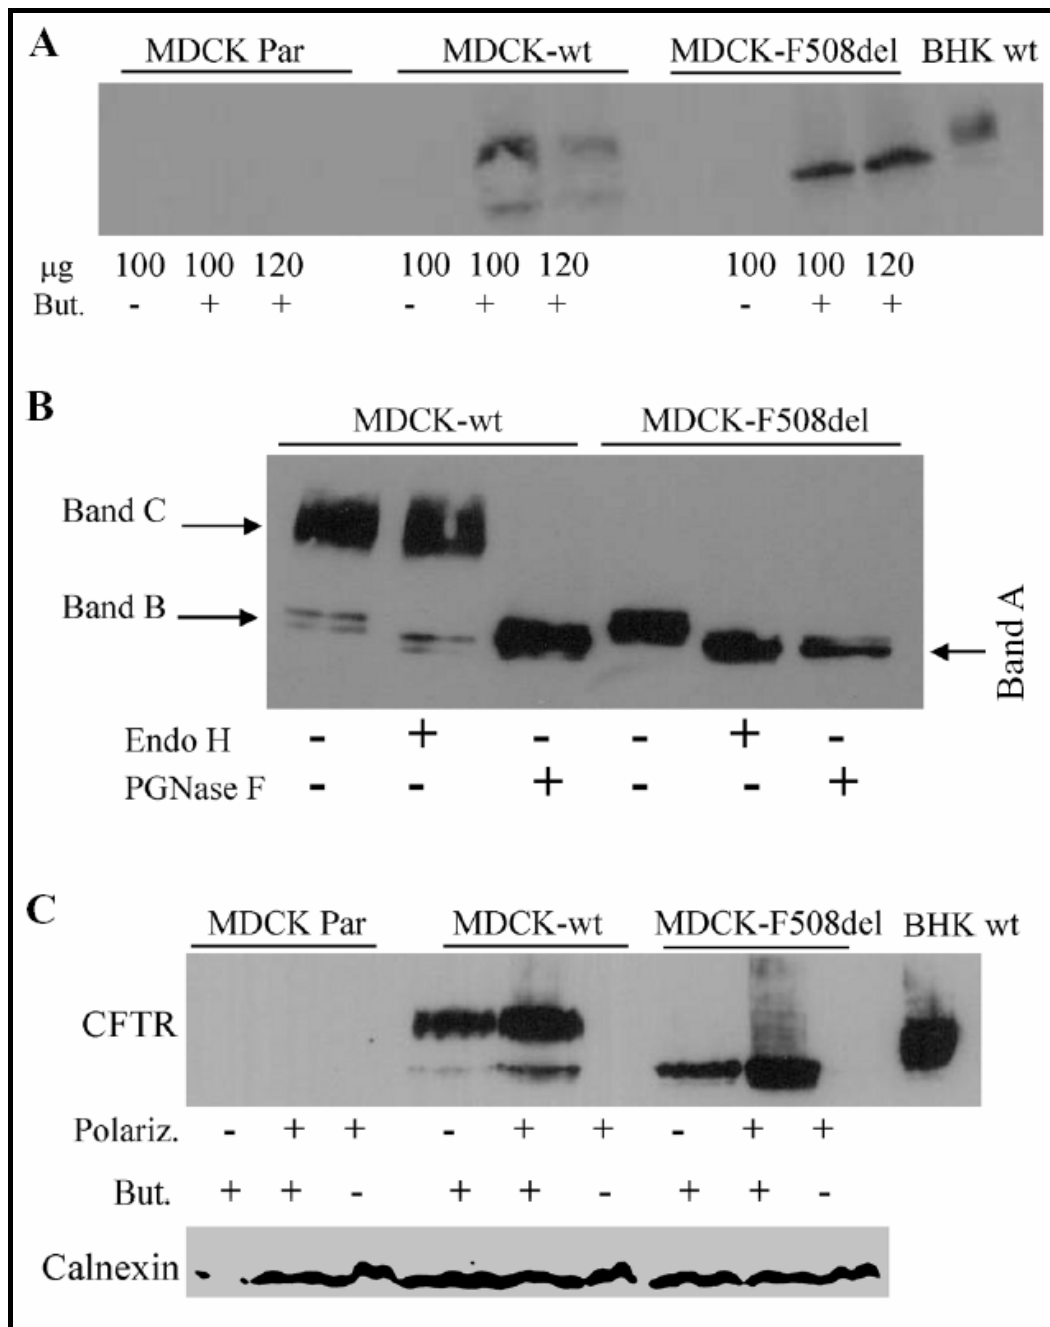 A
MDCK Par MDCK-wt MDCK-F508del BHK wt
µg 100 100 120 100 100 120 100 100 120
But. - + + - + + - + +
B
MDCK-wt MDCK-F508del
Band C
Band B
Band A
Endo H - + - - + -
PGNase F - - + - - +
C
MDCK Par MDCK-wt MDCK-F508del BHK wt
CFTR
Polariz. - + + - + + - + +
But. + + - + + - + + -
Calnexin